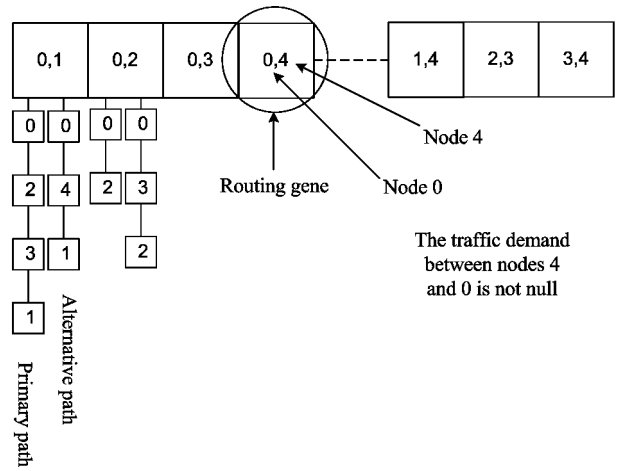 0,1 0,2 0,3 0,4 1,4 2,3 3,4
0 0 0 0
Node 4
2 4 2 3
Routing gene
Node 0
3 1 2
The traffic demand
between nodes 4
and 0 is not null
1
Primary path
Alternative path